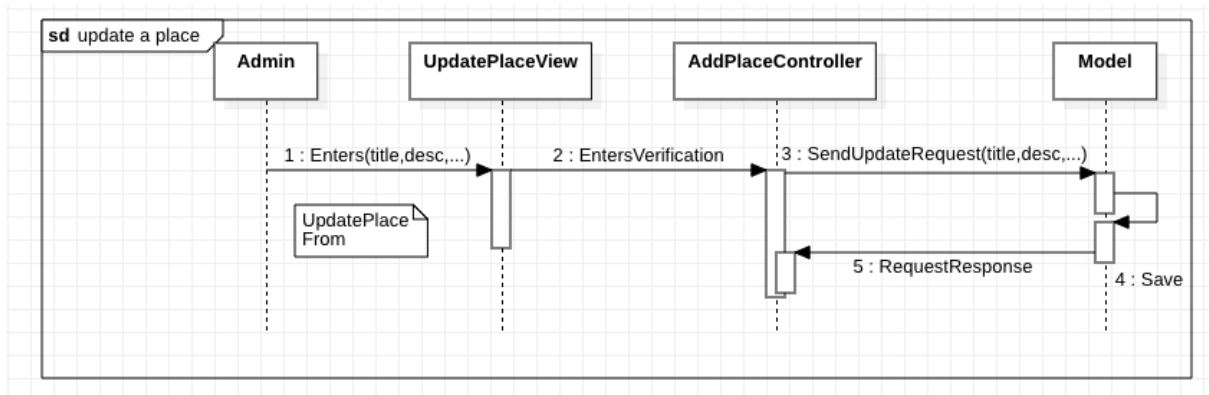 sd update a place
Admin
UpdatePlaceView
AddPlaceController
Model
1 : Enters(title,desc,...)
2 : EntersVerification
3 : SendUpdateRequest(title,desc,...)
UpdatePlace
From
5 : RequestResponse
4 : Save